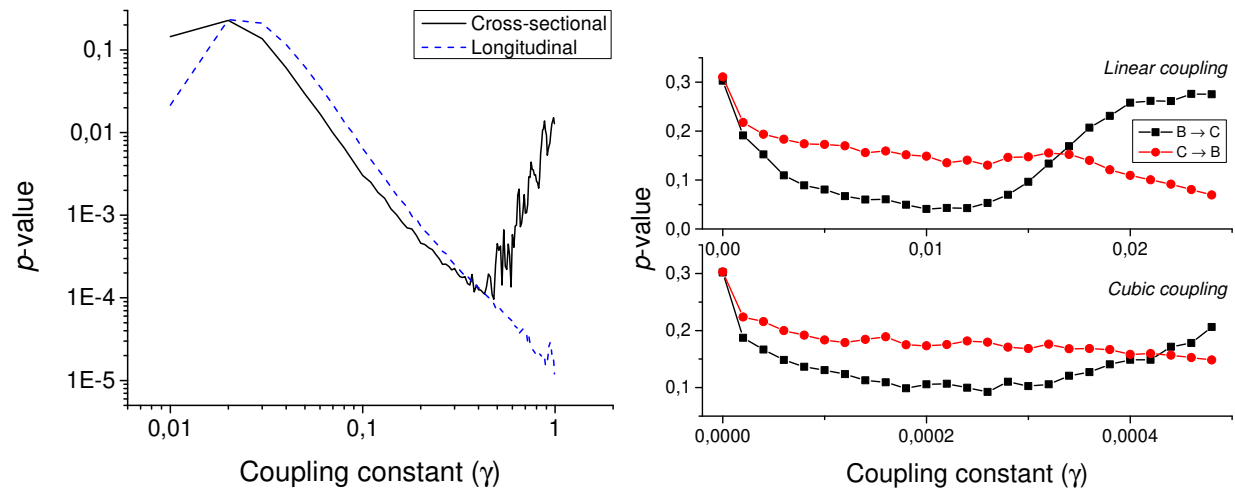 Cross-sectional
Longitudinal
0,1
0,01
1E-3
1E-4
1E-5
p-value
0,01
0,1
1
Coupling constant (γ)
Linear coupling
B → C
C → B
0,3
0,2
0,1
0,0
0,00
0,01
0,02
p-value
Cubic coupling
0,3
0,2
0,1
0,0000
0,0002
0,0004
Coupling constant (γ)